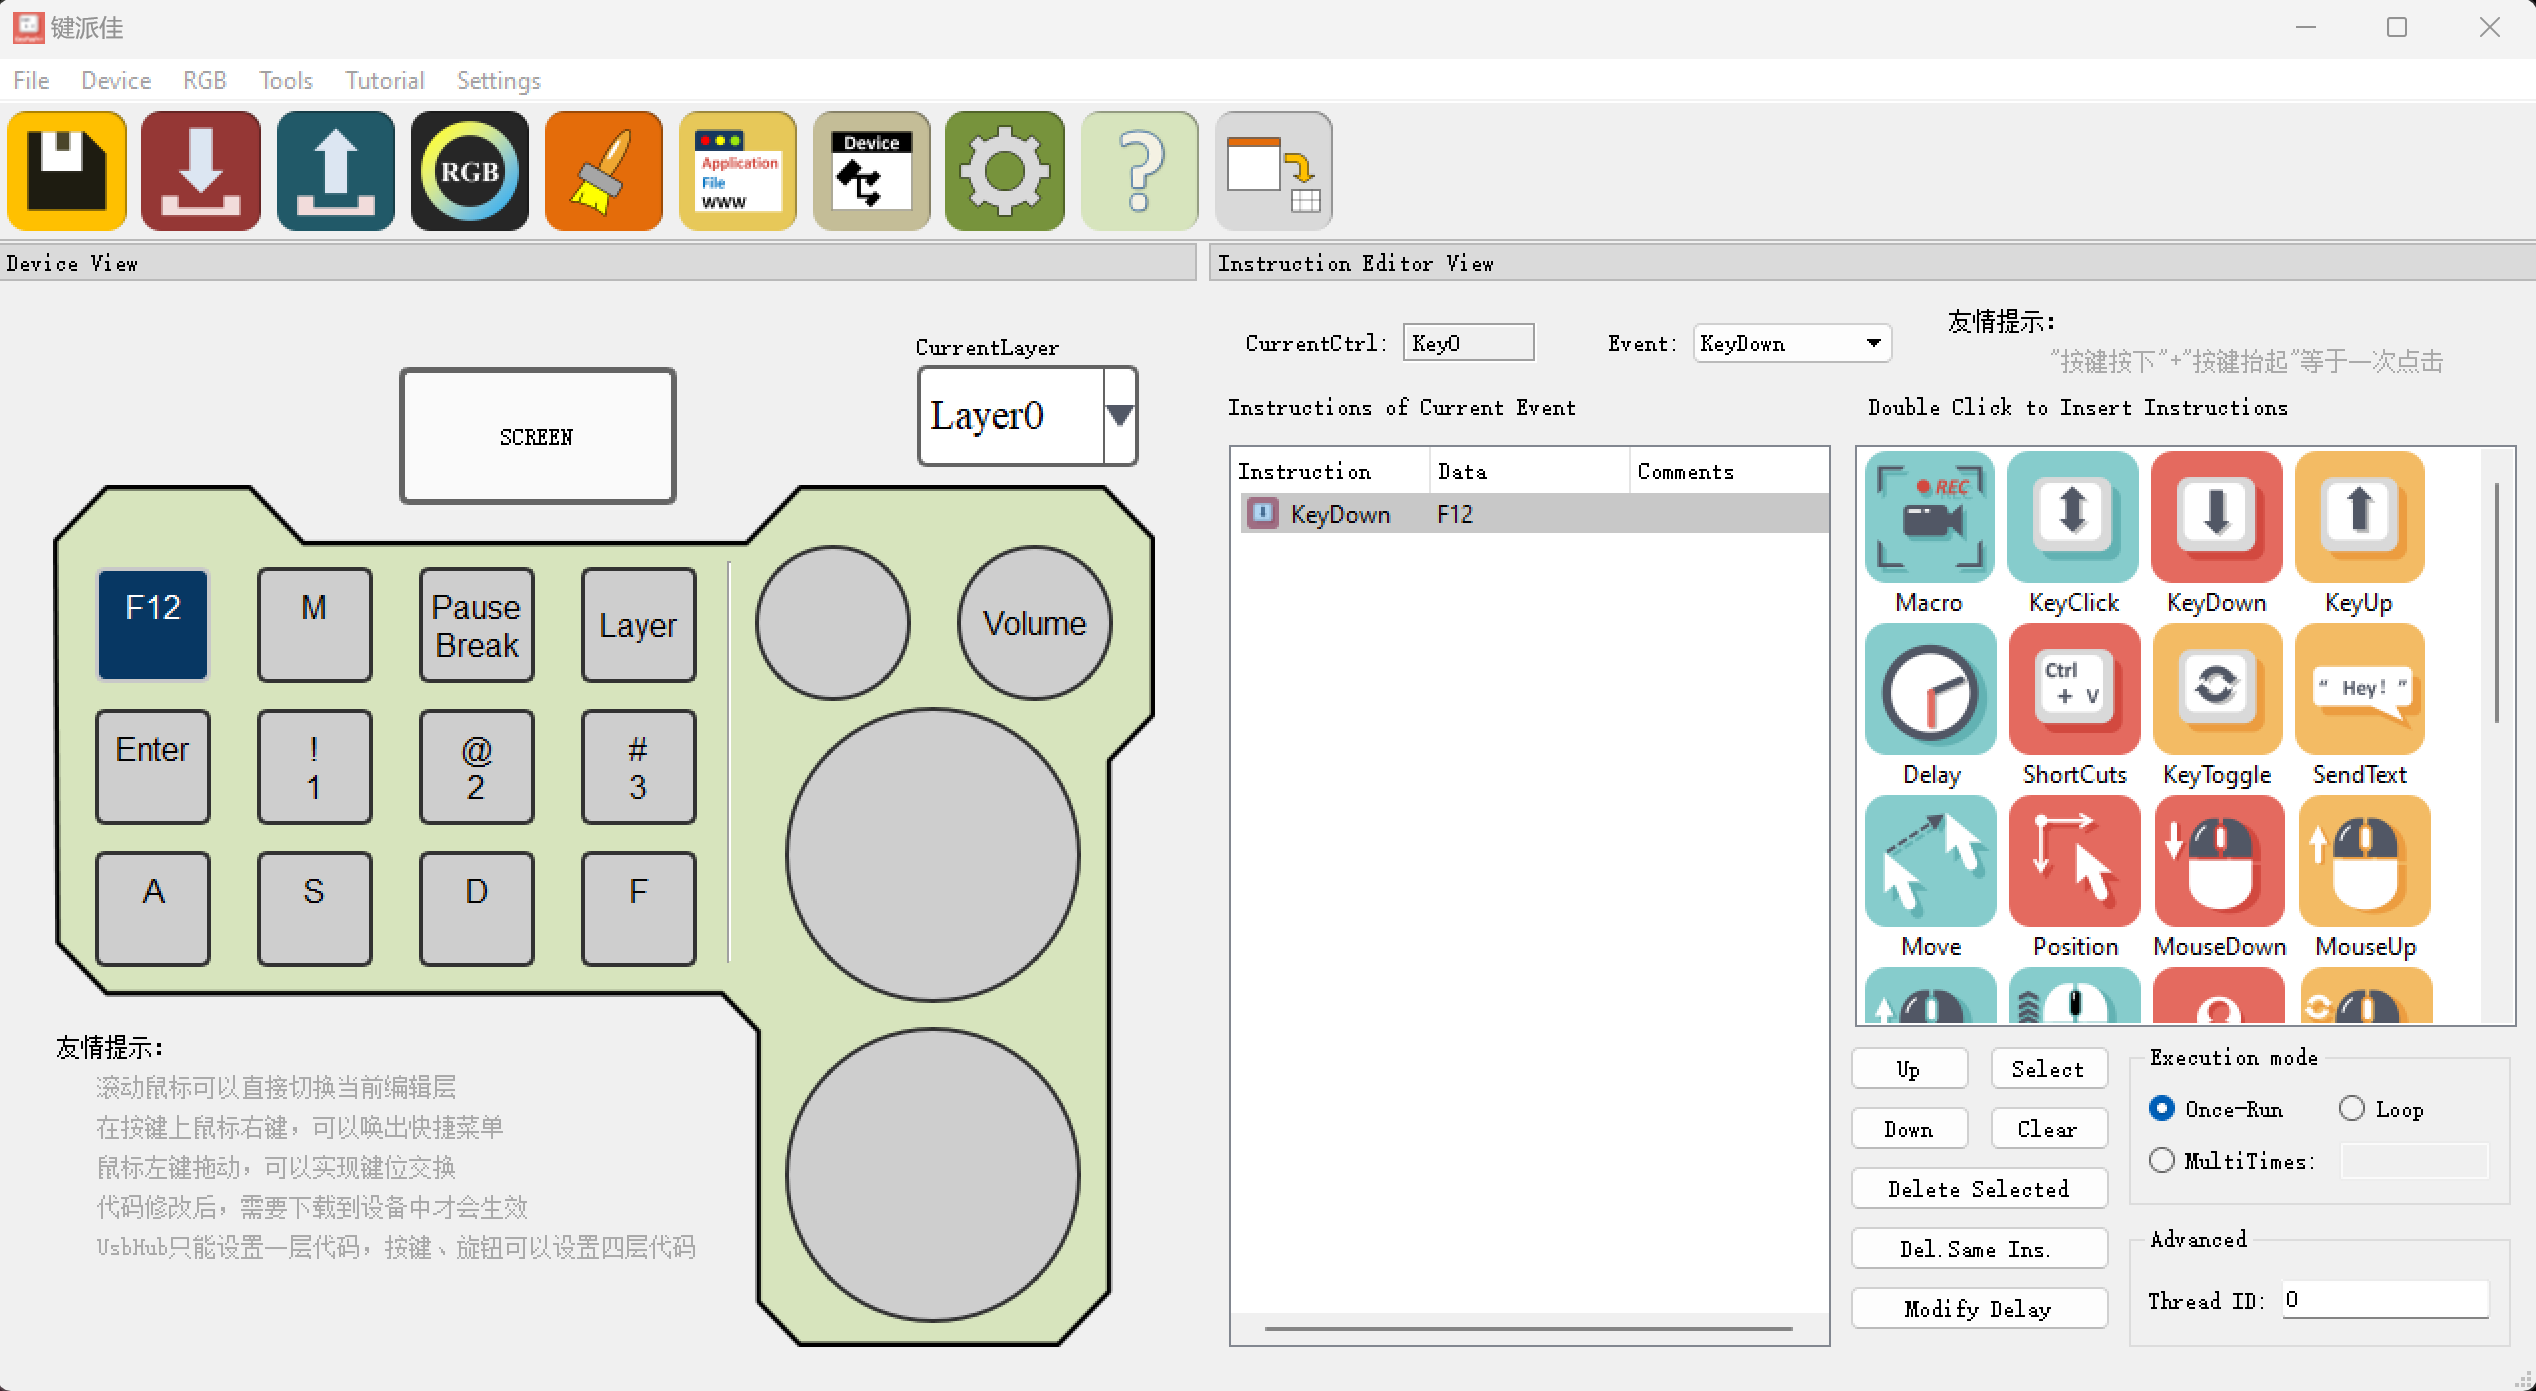 键派佳
File Device RGB Tools Tutorial Settings
RGB
Application
File
WWW
Device
Device View
Instruction Editor View
CurrentLayer
Layer0
SCREEN
F12
M
Pause
Break
Layer
Volume
Enter
!
1
@
2
#
3
A
S
D
F
友情提示：
滚动鼠标可以直接切换当前编辑层
在按键上鼠标右键，可以唤出快捷菜单
鼠标左键拖动，可以实现键位交换
代码修改后，需要下载到设备中才会生效
UsbHub只能设置一层代码，按键、旋钮可以设置四层代码
CurrentCtrl: Key0
Event: KeyDown
友情提示：
"按键按下"+"按键抬起"等于一次点击
Instructions of Current Event
Instruction Data Comments
KeyDown F12
Double Click to Insert Instructions
REC
Macro KeyClick KeyDown KeyUp
Ctrl
+ V
" Hey! "
Delay ShortCuts KeyToggle SendText
Move Position MouseDown MouseUp
Up Select
Down Clear
Delete Selected
Del.Same Ins.
Modify Delay
Execution mode
Once-Run Loop
MultiTimes:
Advanced
Thread ID: 0